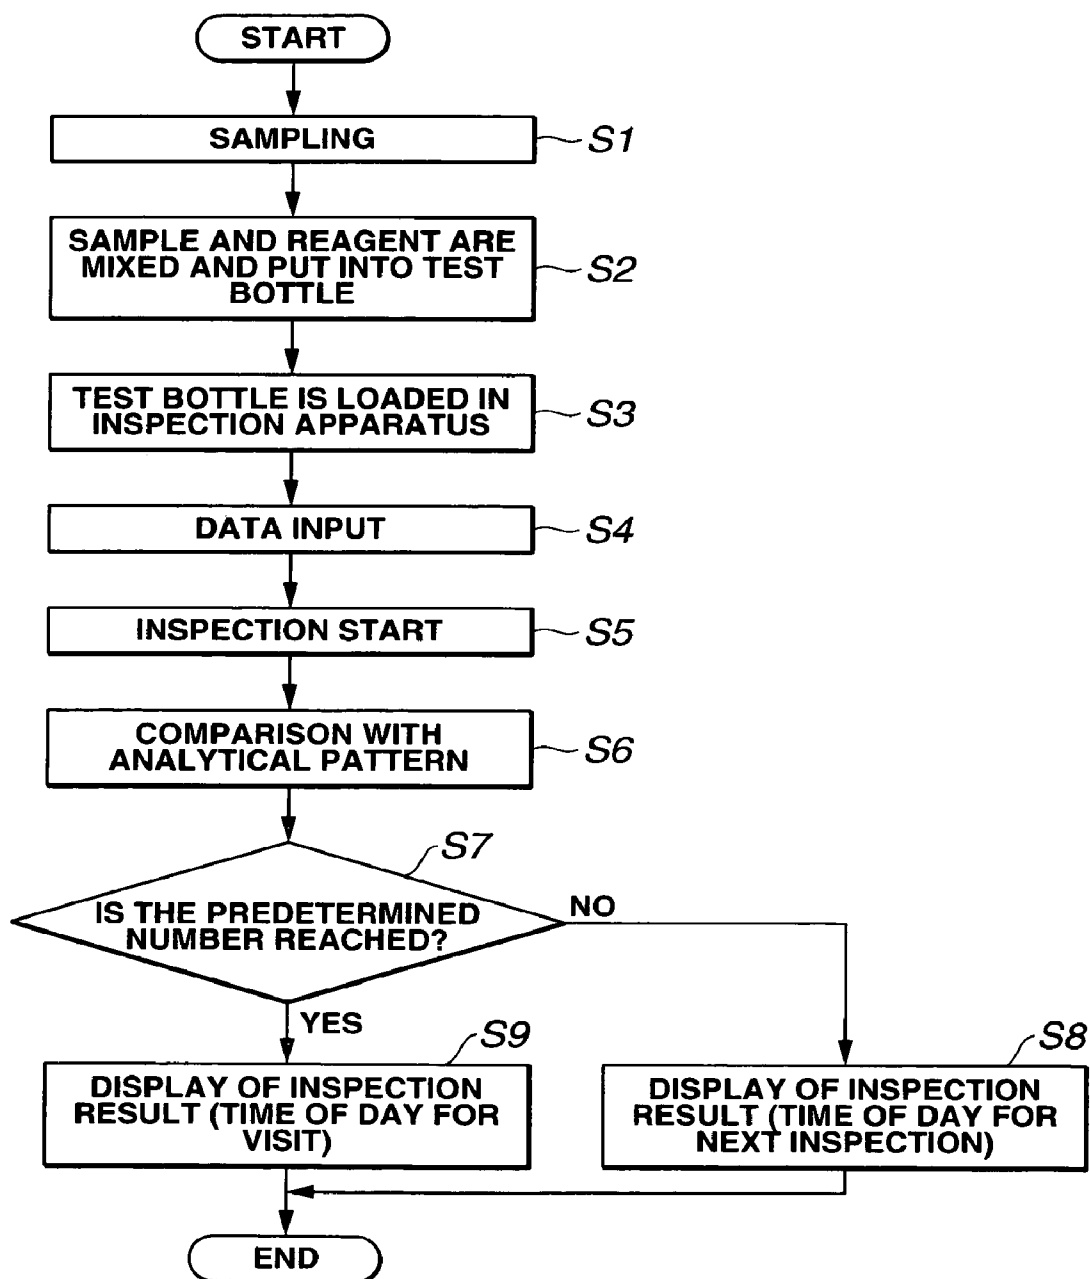 START
SAMPLING
S1
SAMPLE AND REAGENT ARE
MIXED AND PUT INTO TEST
BOTTLE
S2
TEST BOTTLE IS LOADED IN
INSPECTION APPARATUS
S3
DATA INPUT
S4
INSPECTION START
S5
COMPARISON WITH
ANALYTICAL PATTERN
S6
S7
IS THE PREDETERMINED
NUMBER REACHED?
NO
YES
S9
DISPLAY OF INSPECTION
RESULT (TIME OF DAY FOR
VISIT)
S8
DISPLAY OF INSPECTION
RESULT (TIME OF DAY FOR
NEXT INSPECTION)
END